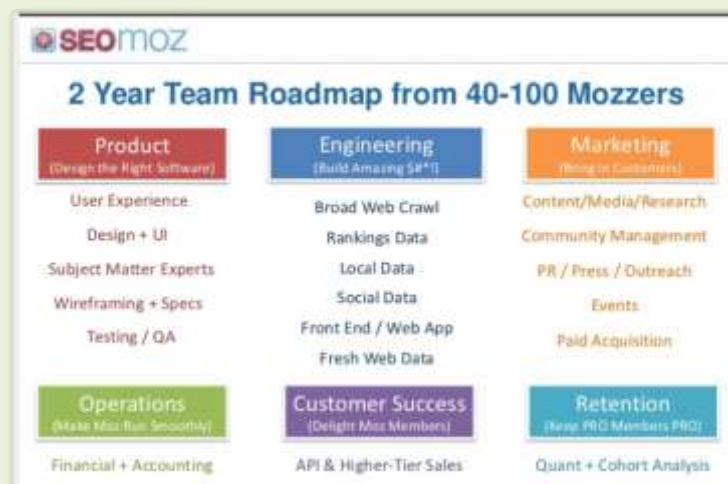 SEOMOZ
2 Year Team Roadmap from 40-100 Mozzers
Product
(Design the Right Software)
User Experience
Design + UI
Subject Matter Experts
Wireframing + Specs
Testing / QA
Engineering
(Build Amazing S#*!)
Broad Web Crawl
Rankings Data
Local Data
Social Data
Front End / Web App
Fresh Web Data
Marketing
(Bring in Customers)
Content/Media/Research
Community Management
PR / Press / Outreach
Events
Paid Acquisition
Operations
(Make Moz Run Smoothly)
Financial + Accounting
Customer Success
(Delight Moz Members)
API & Higher-Tier Sales
Retention
(Keep PRO Members PRO)
Quant + Cohort Analysis